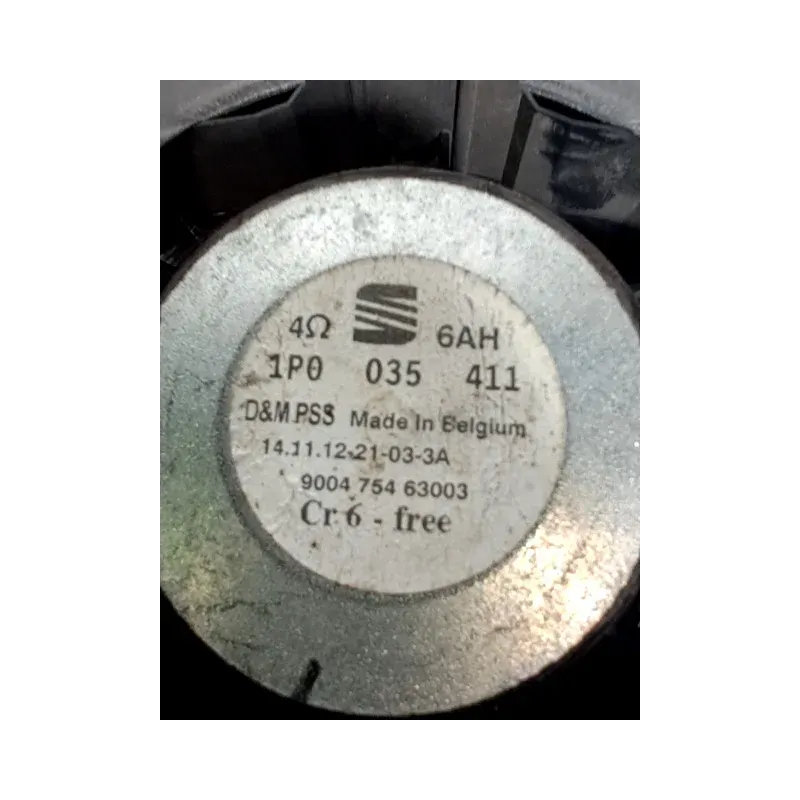 4Ω 6AH
1P0 035 411
D&M PSS Made In Belgium
14.11.12-21-03-3A
9004 754 63003
Cr 6 - free